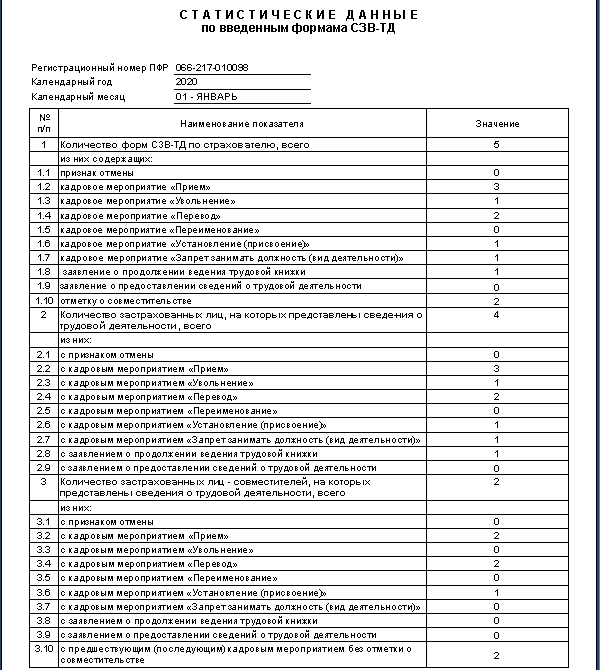 СТАТИСТИЧЕСКИЕ ДАННЫЕ
по введенным формама СЗВ-ТД
Регистрационный номер ПФР 066-217-010098
Календарный год 2020
Календарный месяц 01 - ЯНВАРЬ
№ п/п Наименование показателя Значение
1 Количество форм СЗВ-ТД по страхователю, всего 5
из них содержащих:
1.1 признак отмены 0
1.2 кадровое мероприятие «Прием» 3
1.3 кадровое мероприятие «Увольнение» 1
1.4 кадровое мероприятие «Перевод» 2
1.5 кадровое мероприятие «Переименование» 0
1.6 кадровое мероприятие «Установление (присвоение)» 1
1.7 кадровое мероприятие «Запрет занимать должность (вид деятельности)» 1
1.8 заявление о продолжении ведения трудовой книжки 1
1.9 заявление о предоставлении сведений о трудовой деятельности 0
1.10 отметку о совместительстве 2
2 Количество застрахованных лиц, на которых представлены сведения о 4
трудовой деятельности, всего
из них:
2.1 с признаком отмены 0
2.2 с кадровым мероприятием «Прием» 3
2.3 с кадровым мероприятием «Увольнение» 1
2.4 с кадровым мероприятием «Перевод» 2
2.5 с кадровым мероприятием «Переименование» 0
2.6 с кадровым мероприятием «Установление (присвоение)» 1
2.7 с кадровым мероприятием «Запрет занимать должность (вид деятельности)» 1
2.8 с заявлением о продолжении ведения трудовой книжки 1
2.9 с заявлением о предоставлении сведений о трудовой деятельности 0
3 Количество застрахованных лиц - совместителей, на которых 2
представлены сведения о трудовой деятельности, всего
из них:
3.1 с признаком отмены 0
3.2 с кадровым мероприятием «Прием» 2
3.3 с кадровым мероприятием «Увольнение» 0
3.4 с кадровым мероприятием «Перевод» 2
3.5 с кадровым мероприятием «Переименование» 0
3.6 с кадровым мероприятием «Установление (присвоение)» 1
3.7 с кадровым мероприятием «Запрет занимать должность (вид деятельности) 0
3.8 с заявлением о продолжении ведения трудовой книжки 0
3.9 с заявлением о предоставлении сведений о трудовой деятельности 0
3.10 с предшествующим (последующим) кадровым мероприятием без отметки о 2
совместительстве